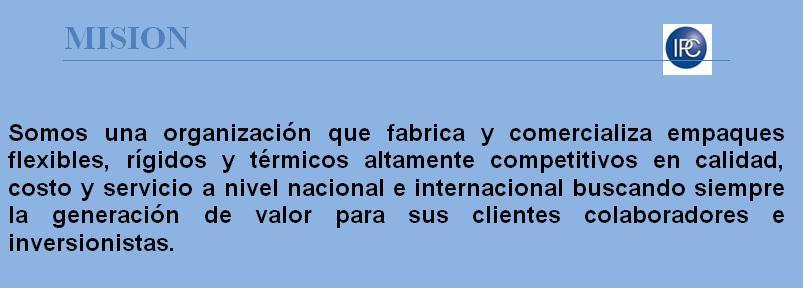 MISION
IPC
Somos una organización que fabrica y comercializa empaques
flexibles, rígidos y térmicos altamente competitivos en calidad,
costo y servicio a nivel nacional e internacional buscando siempre
la generación de valor para sus clientes colaboradores e
inversionistas.